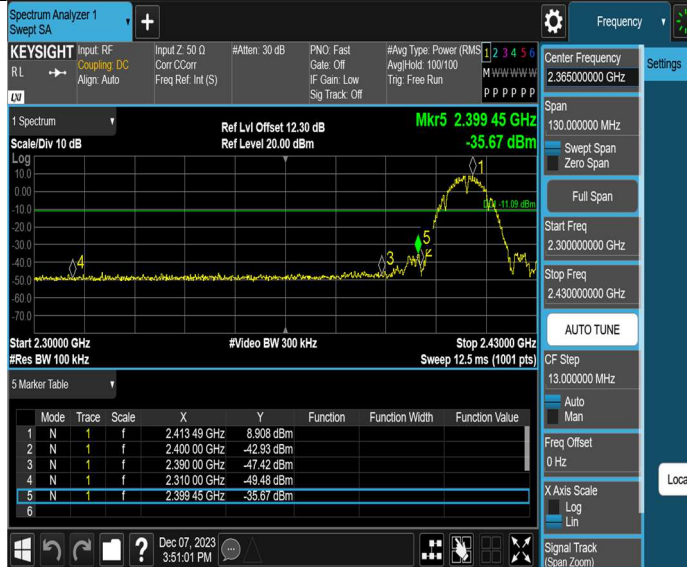 Spectrum Analyzer 1
Swept SA
+
Frequency
KEYSIGHT
RL
LXI
Input: RF
Coupling: DC
Align: Auto
Input Z: 50 Ω
Corr CCorr
Freq Ref: Int (S)
#Atten: 30 dB
PNO: Fast
Gate: Off
IF Gain: Low
Sig Track: Off
#Avg Type: Power (RMS
Avg|Hold: 100/100
Trig: Free Run
1 2 3 4 5 6
M W W W W W
P P P P P P
Center Frequency
2.365000000 GHz
Settings
1 Spectrum
Scale/Div 10 dB
Ref Lvl Offset 12.30 dB
Ref Level 20.00 dBm
Mkr5 2.399 45 GHz
-35.67 dBm
Span
130.000000 MHz
Swept Span
Zero Span
Full Span
Start Freq
2.300000000 GHz
Stop Freq
2.430000000 GHz
AUTO TUNE
CF Step
13.000000 MHz
Auto
Man
Freq Offset
0 Hz
Loca
X Axis Scale
Log
Lin
Signal Track
(Span Zoom)
Log
10.0
0.00
-10.0
-20.0
-30.0
-40.0
-50.0
-60.0
-70.0
1
-11.09 dBm
5
2
3
4
Start 2.30000 GHz
#Video BW 300 kHz
Stop 2.43000 GHz
#Res BW 100 kHz
Sweep 12.5 ms (1001 pts)
5 Marker Table
Mode Trace Scale X Y Function Function Width Function Value
1 N 1 f 2.413 49 GHz 8.908 dBm
2 N 1 f 2.400 00 GHz -42.93 dBm
3 N 1 f 2.390 00 GHz -47.42 dBm
4 N 1 f 2.310 00 GHz -49.48 dBm
5 N 1 f 2.399 45 GHz -35.67 dBm
6
?
Dec 07, 2023
3:51:01 PM